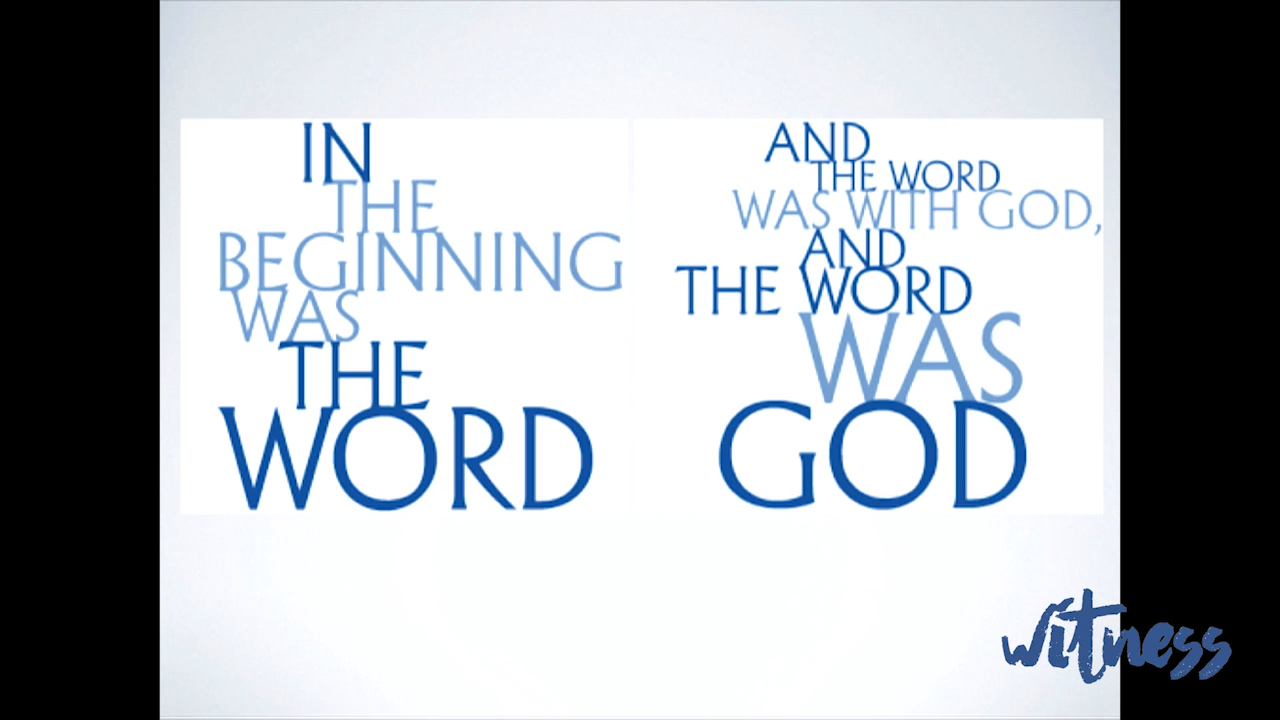 IN
THE
BEGINNING
WAS
THE
WORD
AND
THE WORD
WAS WITH GOD,
AND
THE WORD
WAS
GOD
witness